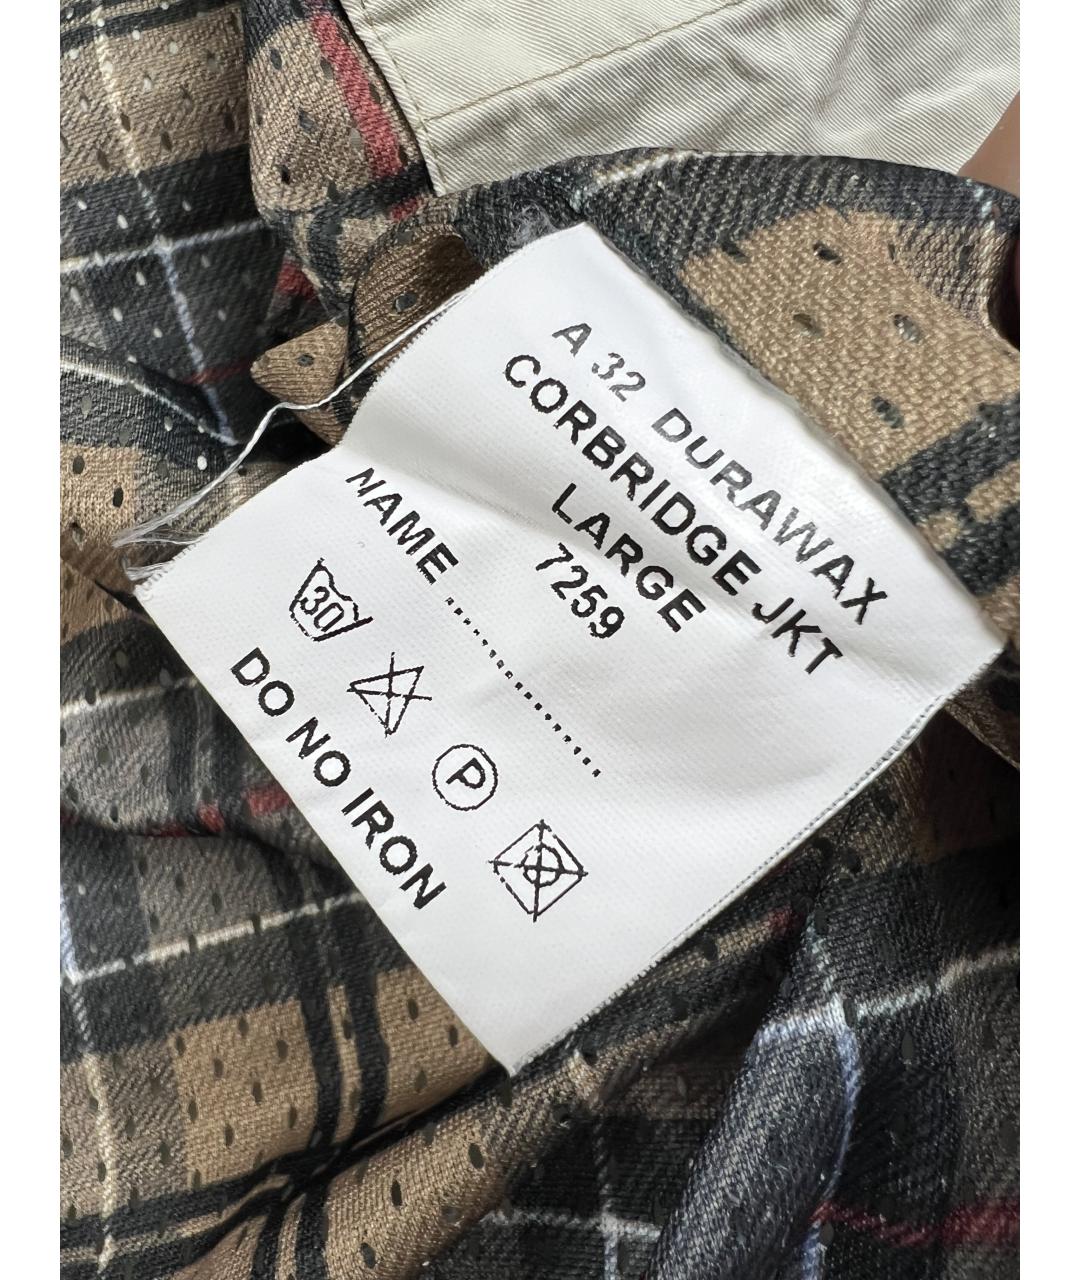 A 32 DURAWAX
CORBRIDGE JKT
LARGE
7259
NAME ........................
30
P
DO NO IRON